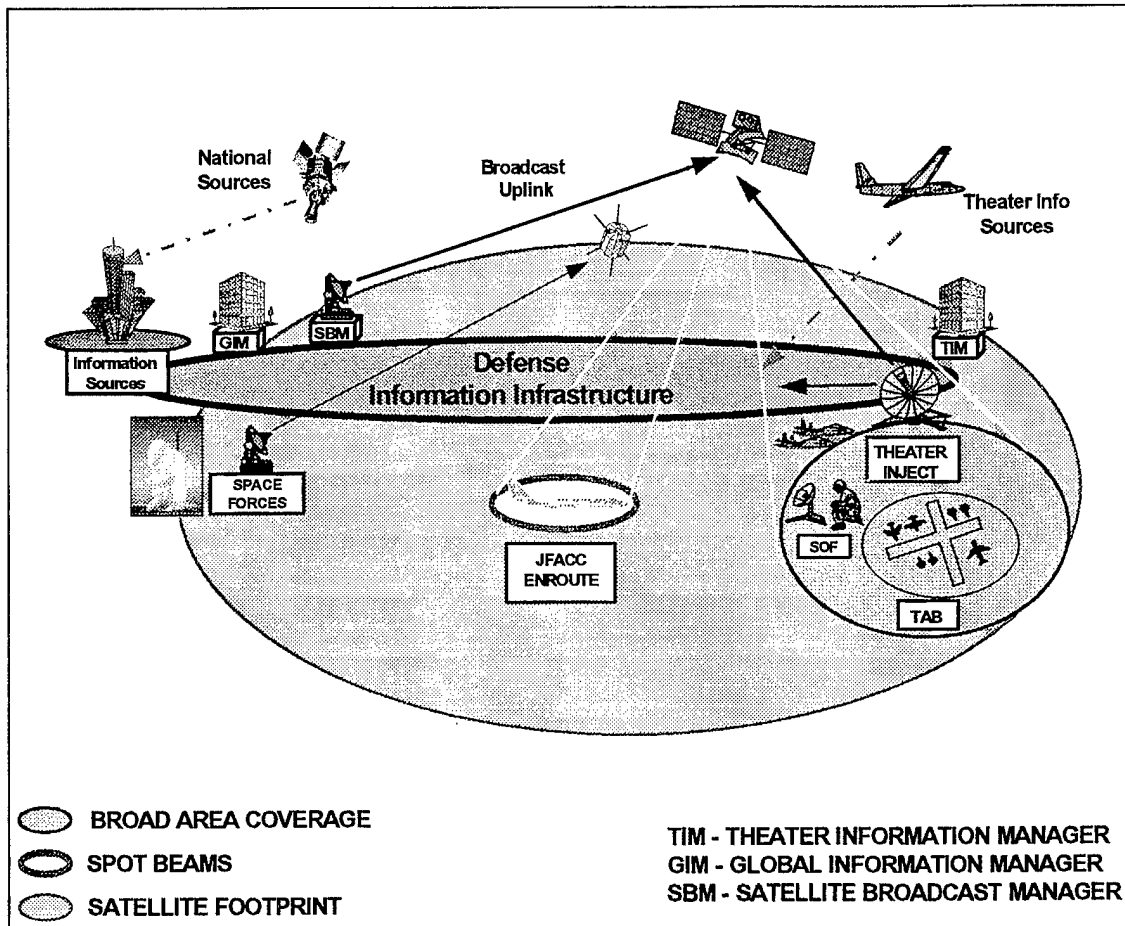 National
Sources
Broadcast
Uplink
Theater Info
Sources
GIM
SBM
TIM
Information
Sources
Defense
Information Infrastructure
SPACE
FORCES
THEATER
INJECT
JFACC
ENROUTE
SOF
TAB
BROAD AREA COVERAGE
SPOT BEAMS
SATELLITE FOOTPRINT
TIM - THEATER INFORMATION MANAGER
GIM - GLOBAL INFORMATION MANAGER
SBM - SATELLITE BROADCAST MANAGER